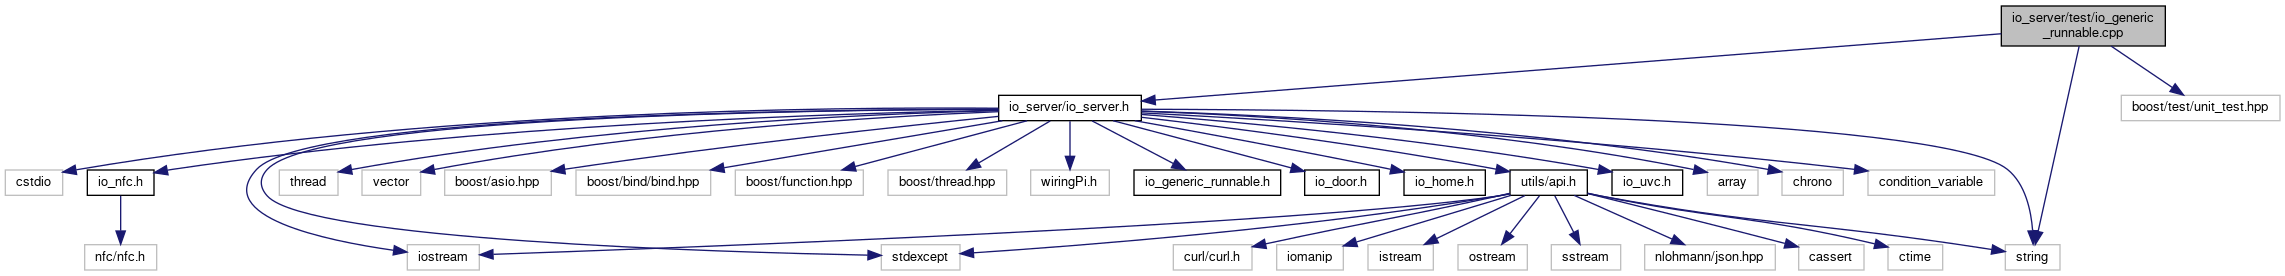 io_server/test/io_generic
_runnable.cpp
io_server/io_server.h
boost/test/unit_test.hpp
cstdio
io_nfc.h
thread
vector
boost/asio.hpp
boost/bind/bind.hpp
boost/function.hpp
boost/thread.hpp
wiringPi.h
io_generic_runnable.h
io_door.h
io_home.h
utils/api.h
io_uvc.h
array
chrono
condition_variable
nfc/nfc.h
iostream
stdexcept
curl/curl.h
iomanip
istream
ostream
sstream
nlohmann/json.hpp
cassert
ctime
string